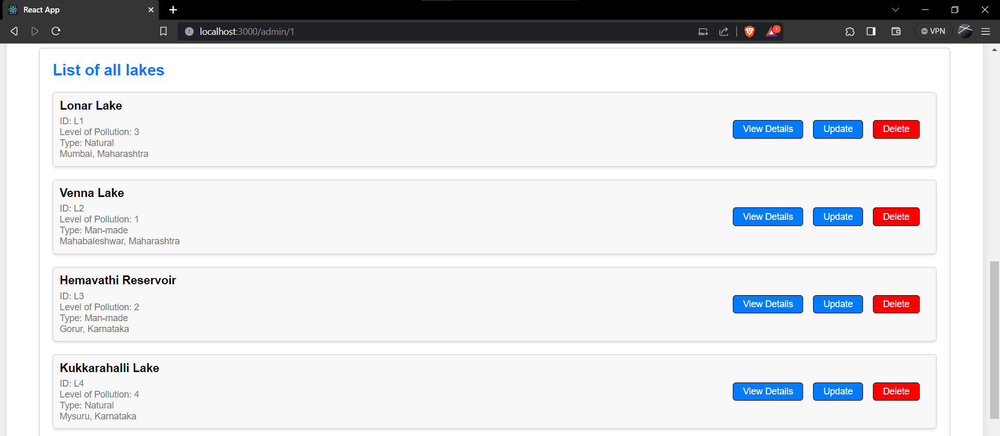 React App
localhost:3000/admin/1
1
VPN
List of all lakes
Lonar Lake
ID: L1
Level of Pollution: 3
Type: Natural
Mumbai, Maharashtra
View Details Update Delete
Venna Lake
ID: L2
Level of Pollution: 1
Type: Man-made
Mahabaleshwar, Maharashtra
View Details Update Delete
Hemavathi Reservoir
ID: L3
Level of Pollution: 2
Type: Man-made
Gorur, Karnataka
View Details Update Delete
Kukkarahalli Lake
ID: L4
Level of Pollution: 4
Type: Natural
Mysuru, Karnataka
View Details Update Delete